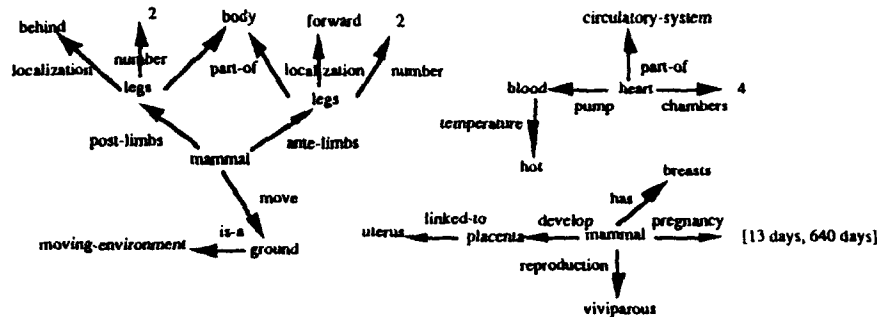 behind 2 body forward 2
localization number part-of localization number
legs legs
post-limbs ante-limbs
mammal
move
moving-environment is-a ground
circulatory-system
part-of
blood heart 4
pump chambers
temperature
hot
breasts
has
linked-to develop pregnancy
uterus placenta mammal [13 days, 640 days]
reproduction
viviparous